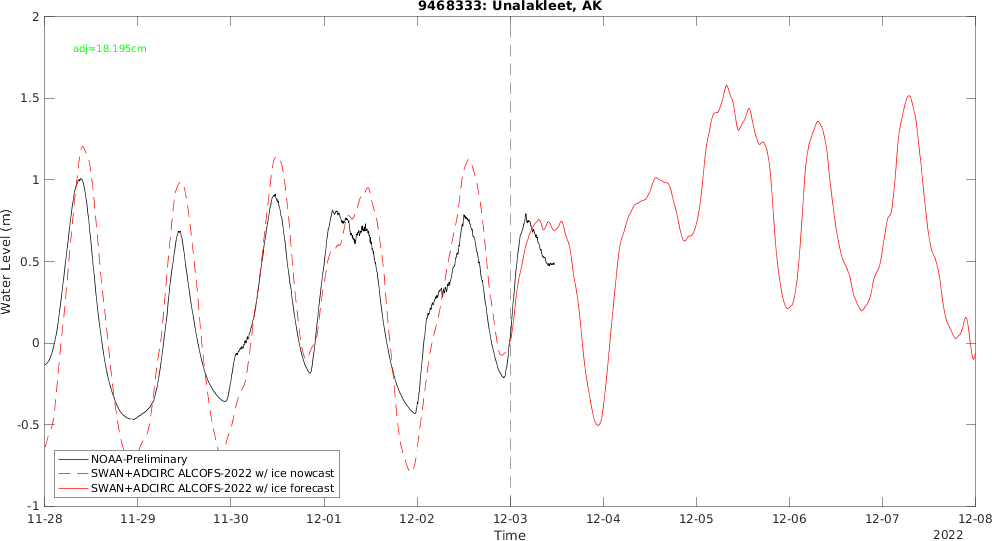 9468333: Unalakleet, AK
adj=18.195cm
2
1.5
1
0.5
0
-0.5
-1
Water Level (m)
NOAA-Preliminary
SWAN+ADCIRC ALCOFS-2022 w/ ice nowcast
SWAN+ADCIRC ALCOFS-2022 w/ ice forecast
11-28 11-29 11-30 12-01 12-02 12-03 12-04 12-05 12-06 12-07 12-08
Time
2022